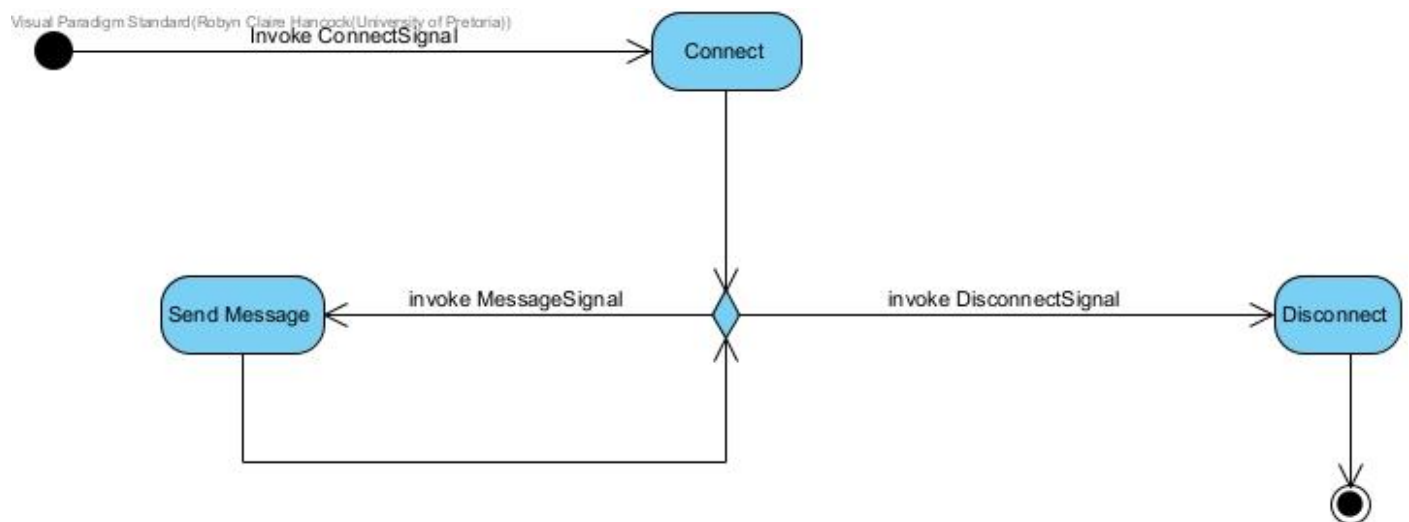 Visual Paradigm Standard(Robyn Claire Hancock(University of Pretoria))
Invoke ConnectSignal
Connect
Send Message
invoke MessageSignal
invoke DisconnectSignal
Disconnect